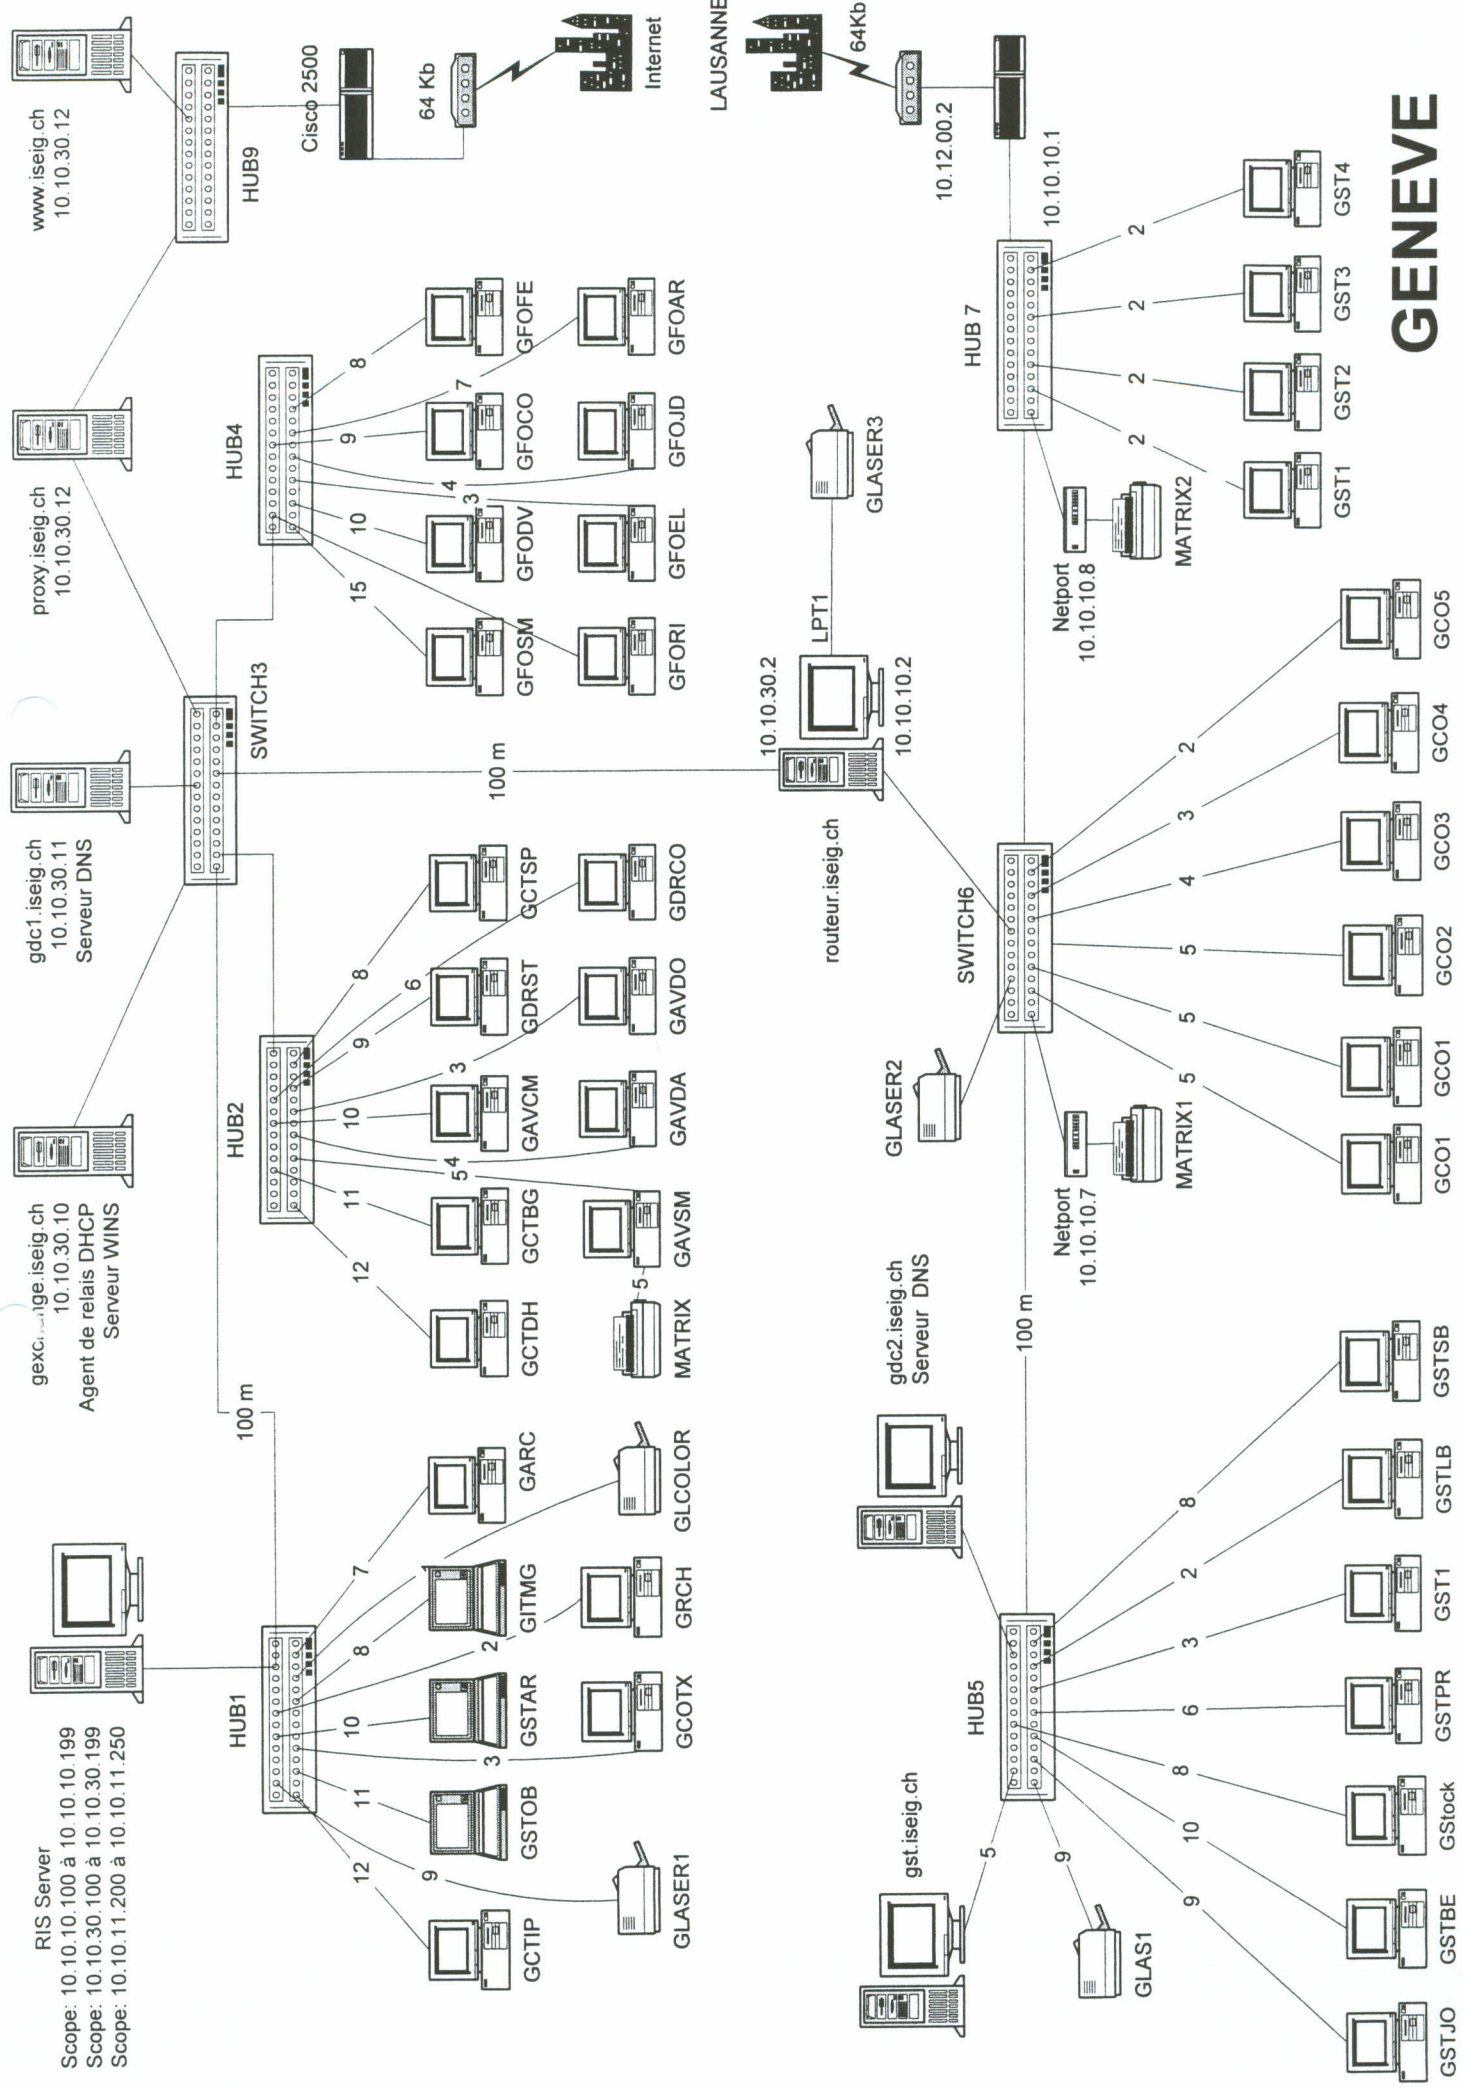 RIS Server
Scope: 10.10.10.100 à 10.10.10.199
Scope: 10.10.30.100 à 10.10.30.199
Scope: 10.10.11.200 à 10.10.11.250
10.10.30.10
Agent de relais DHCP
Serveur WINS
gdc1.iseig.ch
10.10.30.11
Serveur DNS
proxy.iseig.ch
10.10.30.12
www.iseig.ch
10.10.30.12
HUB9
Cisco 2500
64 Kb
Internet
SWITCH3
100 m
100 m
HUB1
12
11
10
8
7
9
3
2
GCTIP
GSTOB
GSTAR
GITMG
GARC
GLASER1
GCOTX
GRCH
GLCOLOR
HUB2
12
11
10
9
8
5
4
3
6
GCTDH
GCTBG
GAVCM
GDRST
GCTSP
MATRIX
5
GAVSM
GAVDA
GAVDO
GDRCO
HUB4
15
10
9
8
3
4
7
GFOSM
GFODV
GFOCO
GFOFE
GFORI
GFOEL
GFOJD
GFOAR
routeur.iseig.ch
10.10.30.2
10.10.10.2
LPT1
GLASER3
LAUSANNE
64Kb
10.12.00.2
10.10.10.1
gst.iseig.ch
gdc2.iseig.ch
Serveur DNS
HUB5
5
9
GLAS1
100 m
9
10
8
6
3
2
8
GSTJO
GSTBE
GStock
GSTPR
GST1
GSTLB
GSTSB
GLASER2
SWITCH6
Netport
10.10.10.7
MATRIX1
5
5
5
4
3
2
GCO1
GCO1
GCO2
GCO3
GCO4
GCO5
HUB 7
Netport
10.10.10.8
MATRIX2
2
2
2
2
GST1
GST2
GST3
GST4
GENEVE